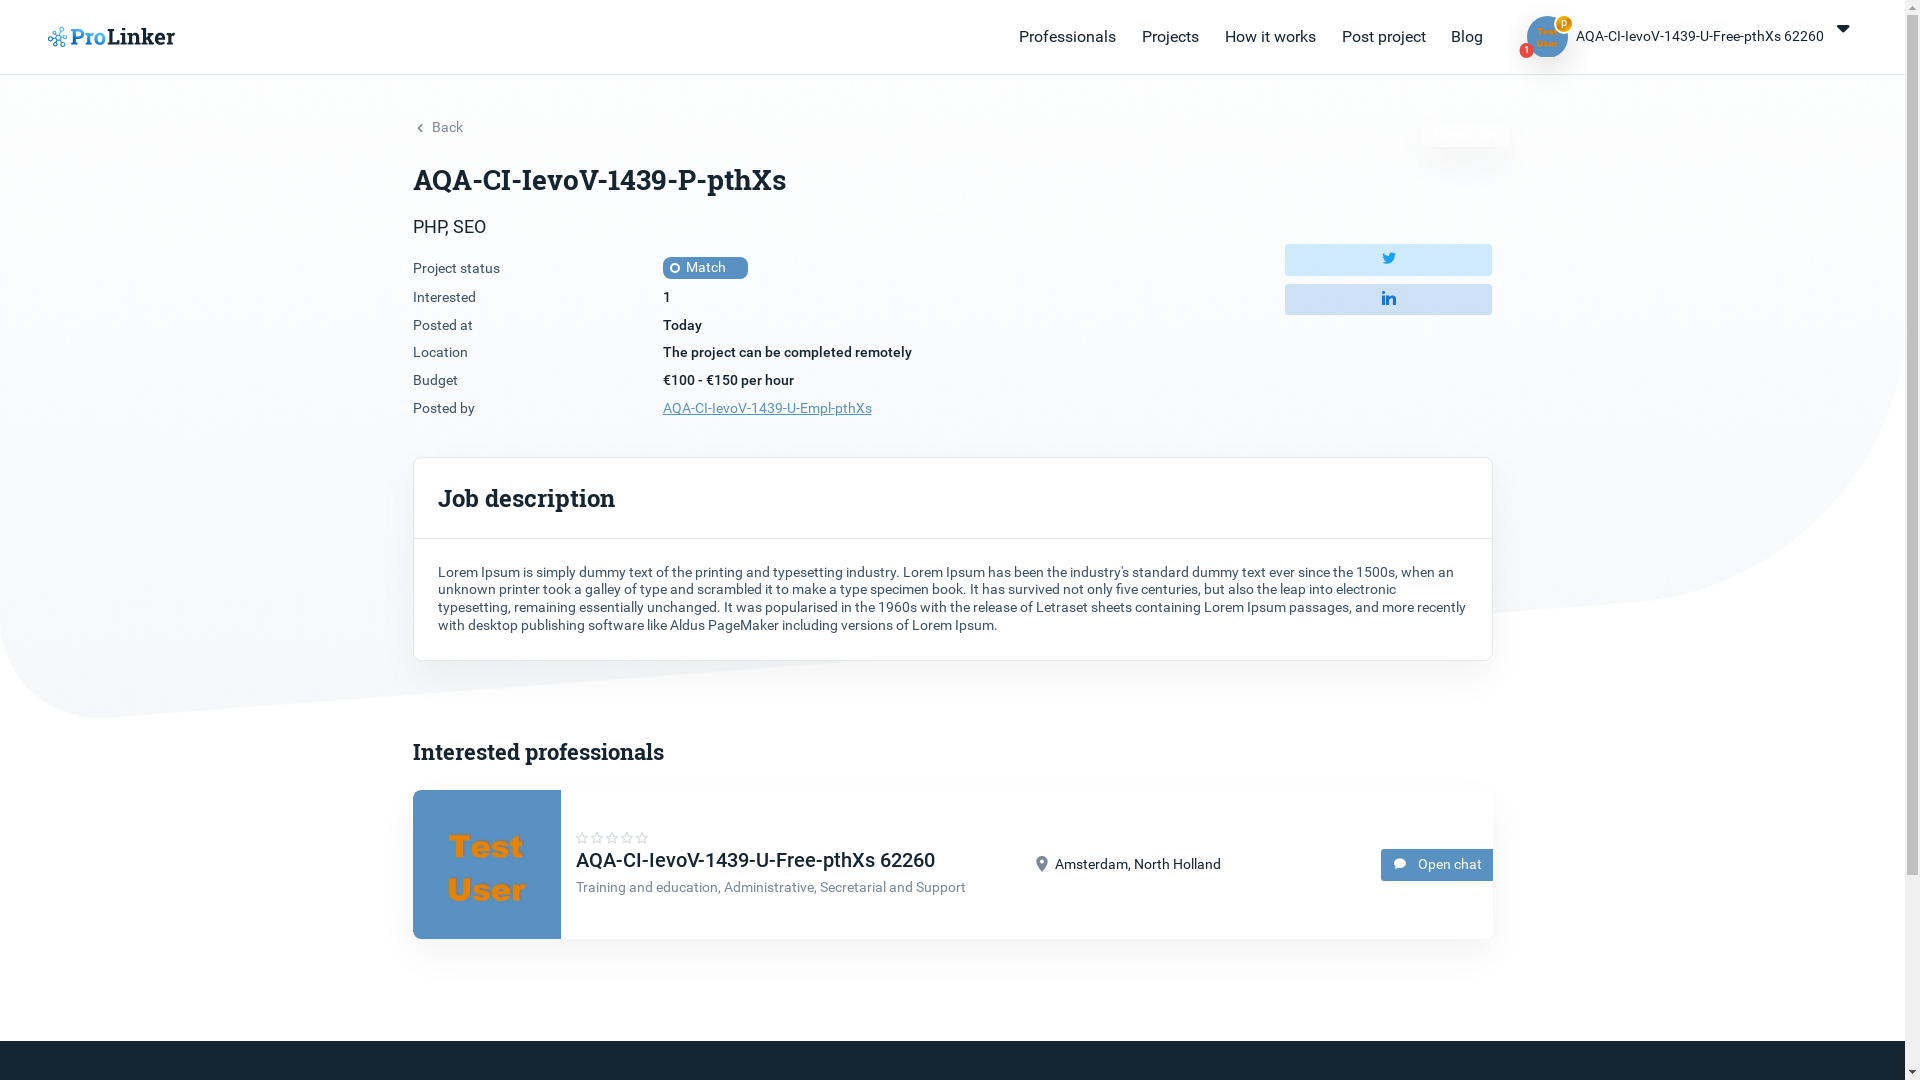 ProLinker
Professionals
Projects
How it works
Post project
Blog
p
1
Test
User
AQA-CI-IevoV-1439-U-Free-pthXs 62260
Back
AQA-CI-IevoV-1439-P-pthXs
PHP, SEO
Project status
Match
Interested
1
Posted at
Today
Location
The project can be completed remotely
Budget
€100 - €150 per hour
Posted by
AQA-CI-IevoV-1439-U-Empl-pthXs
in
Job description
Lorem Ipsum is simply dummy text of the printing and typesetting industry. Lorem Ipsum has been the industry's standard dummy text ever since the 1500s, when an
unknown printer took a galley of type and scrambled it to make a type specimen book. It has survived not only five centuries, but also the leap into electronic
typesetting, remaining essentially unchanged. It was popularised in the 1960s with the release of Letraset sheets containing Lorem Ipsum passages, and more recently
with desktop publishing software like Aldus PageMaker including versions of Lorem Ipsum.
Interested professionals
Test
User
AQA-CI-IevoV-1439-U-Free-pthXs 62260
Training and education, Administrative, Secretarial and Support
Amsterdam, North Holland
Open chat